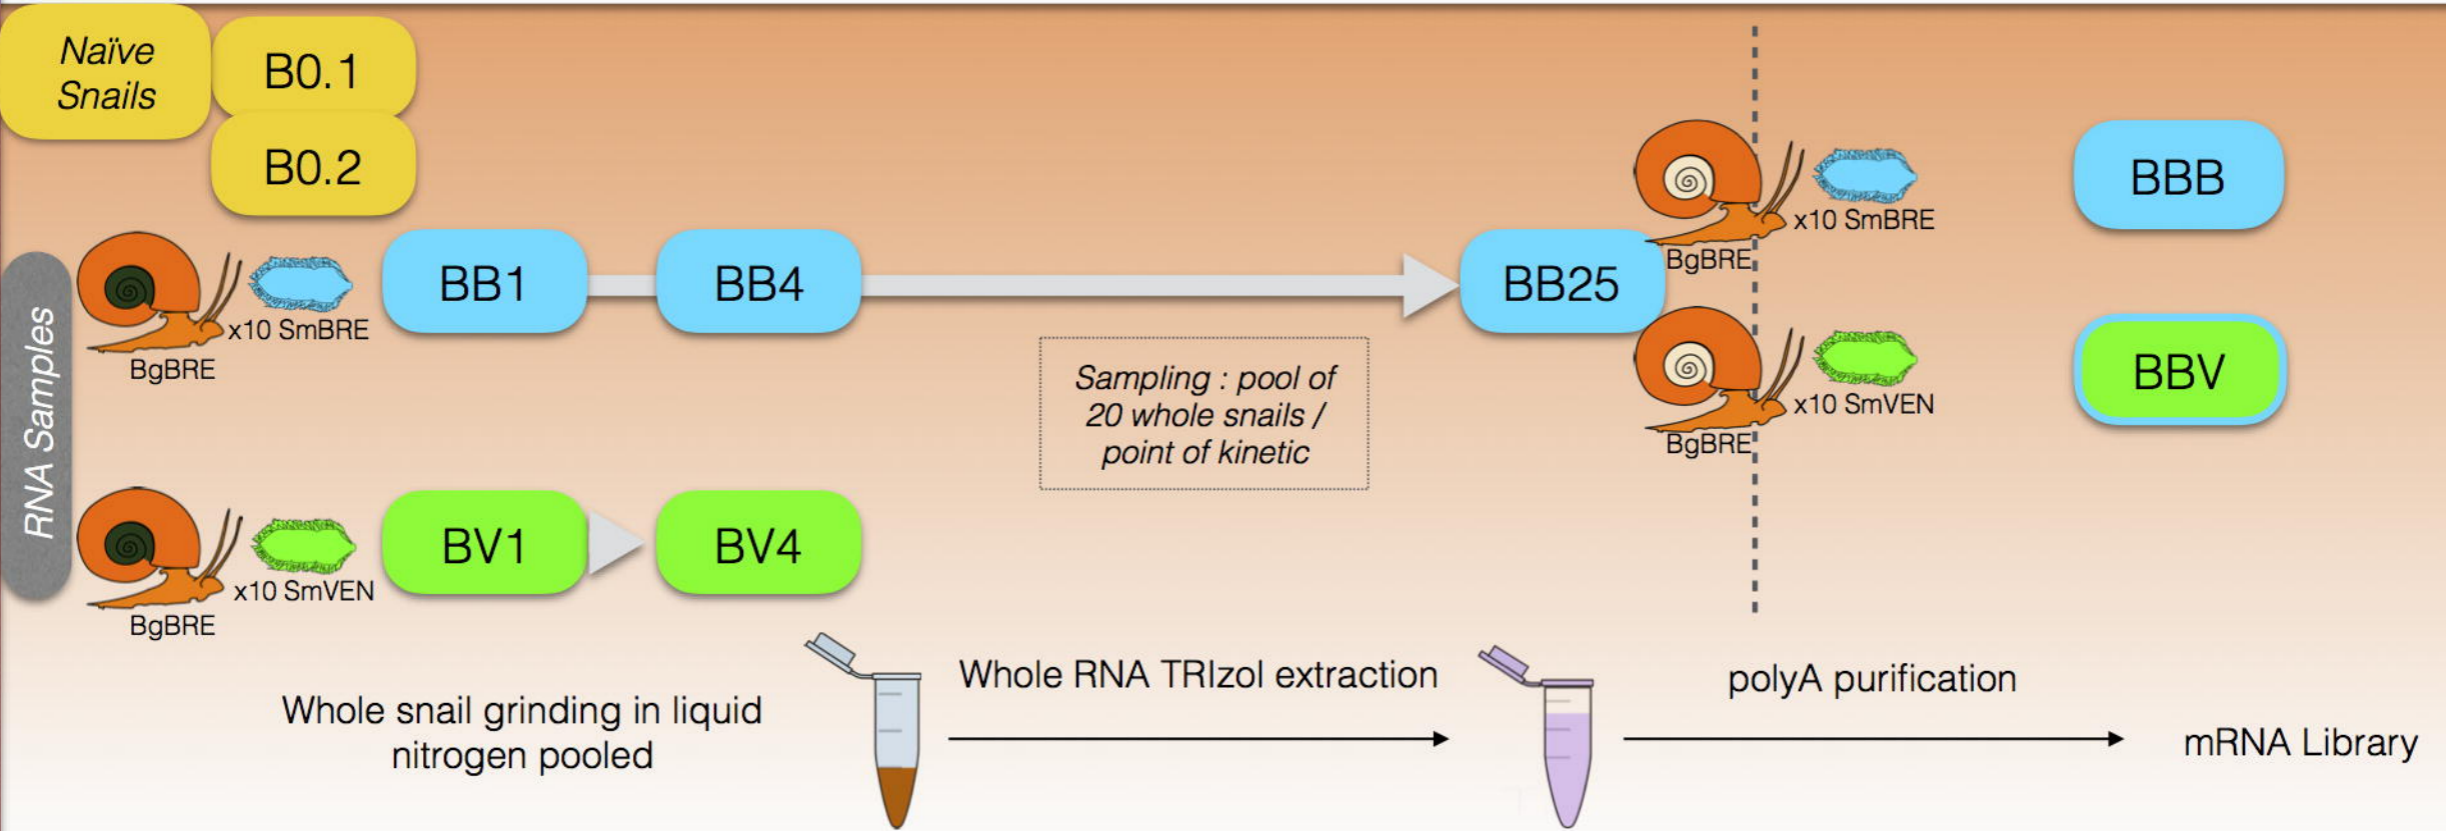 Naïve
Snails
B0.1
B0.2
RNA Samples
x10 SmBRE
BgBRE
BB1
BB4
BB25
x10 SmBRE
BgBRE
BBB
Sampling : pool of
20 whole snails /
point of kinetic
x10 SmVEN
BgBRE
BBV
x10 SmVEN
BgBRE
BV1
BV4
Whole snail grinding in liquid
nitrogen pooled
Whole RNA TRIzol extraction
polyA purification
mRNA Library